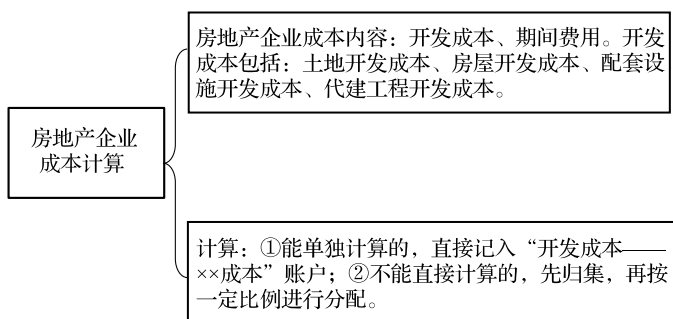 房地产企业成本内容：开发成本、期间费用。开发
成本包括：土地开发成本、房屋开发成本、配套设
施开发成本、代建工程开发成本。
房地产企业
成本计算
计算：①能单独计算的，直接记入“开发成本——
××成本”账户；②不能直接计算的，先归集，再按
一定比例进行分配。